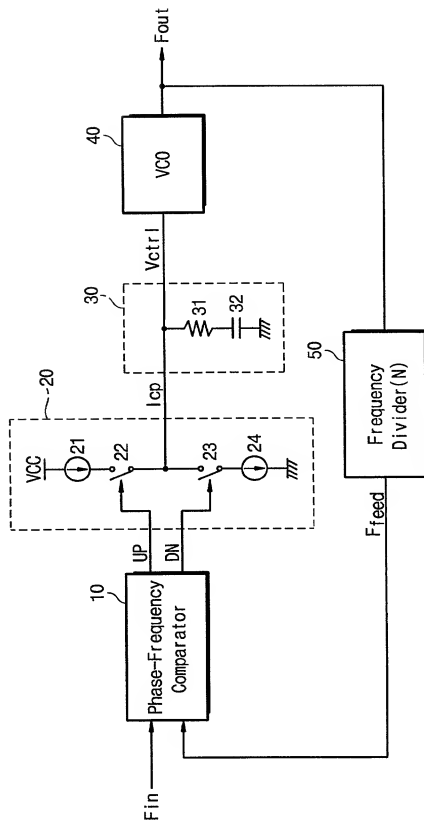 Fin
10
Phase-Frequency
Comparator
UP
DN
20
VCC
21
22
23
24
Icp
30
31
32
Vctrl
40
VCO
Fout
50
Frequency
Divider(N)
Ffeed